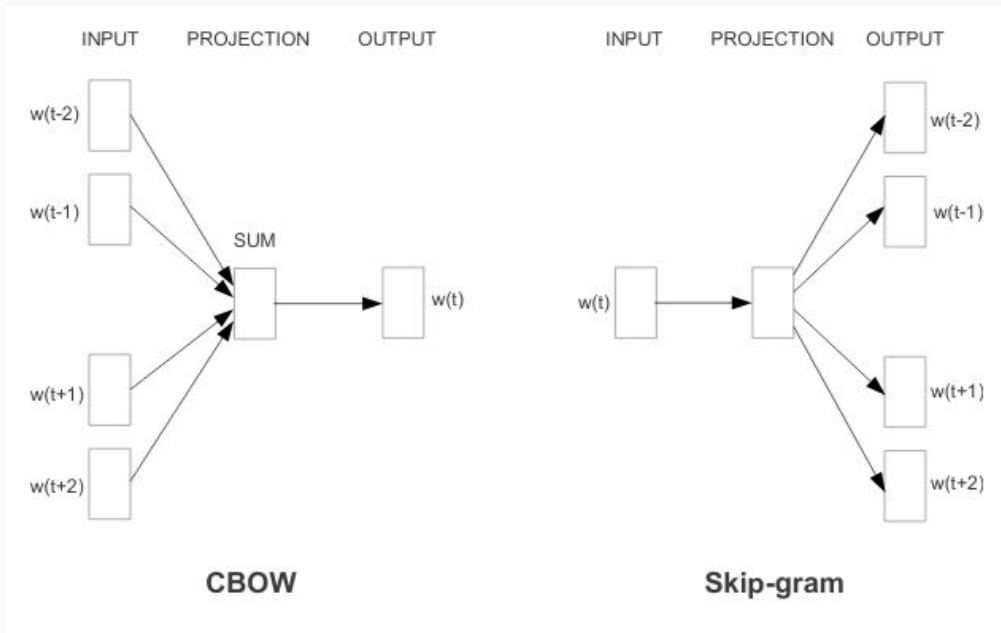 INPUT PROJECTION OUTPUT
w(t-2)
w(t-1)
SUM
w(t)
w(t+1)
w(t+2)
CBOW
INPUT PROJECTION OUTPUT
w(t-2)
w(t-1)
w(t)
w(t+1)
w(t+2)
Skip-gram